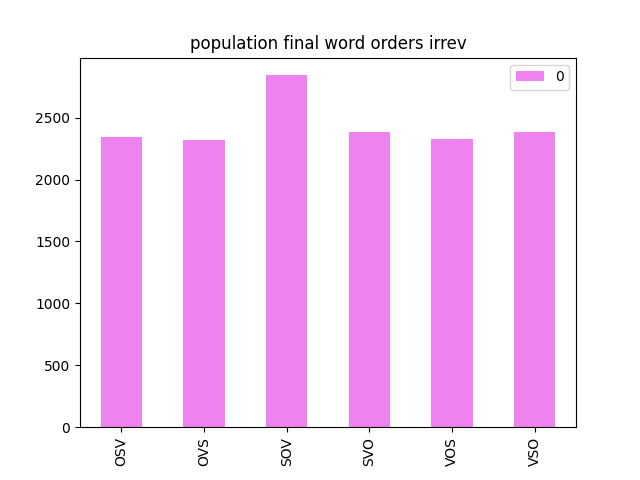 population final word orders irrev
0
2500
2000
1500
1000
500
0
OSV
OVS
SOV
SVO
VOS
VSO